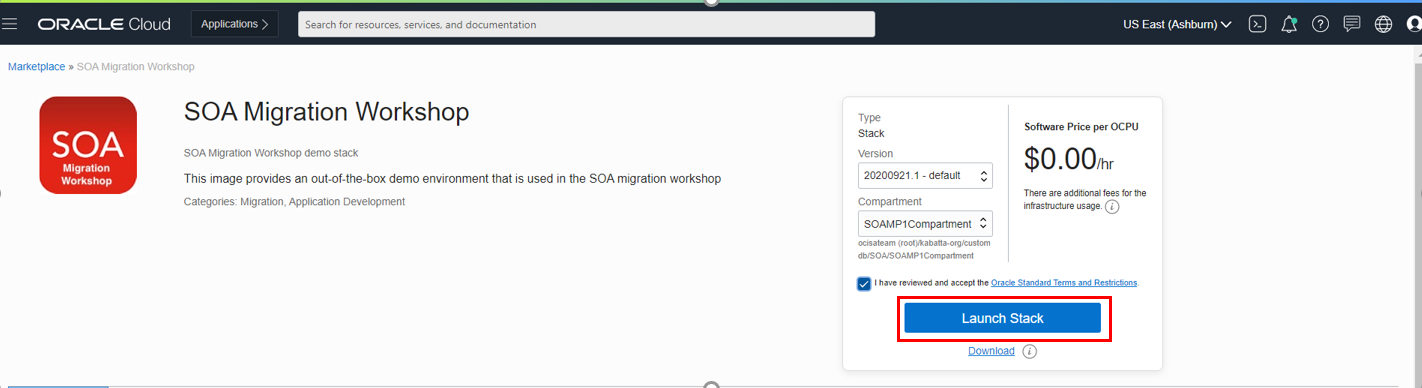 ORACLE Cloud
Applications
Search for resources, services, and documentation
US East (Ashburn)
Marketplace » SOA Migration Workshop
SOA
Migration
Workshop
SOA Migration Workshop
SOA Migration Workshop demo stack
This image provides an out-of-the-box demo environment that is used in the SOA migration workshop
Categories: Migration, Application Development
Type
Stack
Version
20200921.1 - default
Compartment
SOAMP1Compartment
ocisateam (root)/kabatta-org/custom
db/SOA/SOAMP1Compartment
Software Price per OCPU
$0.00/hr
There are additional fees for the
infrastructure usage.
I have reviewed and accept the Oracle Standard Terms and Restrictions.
Launch Stack
Download